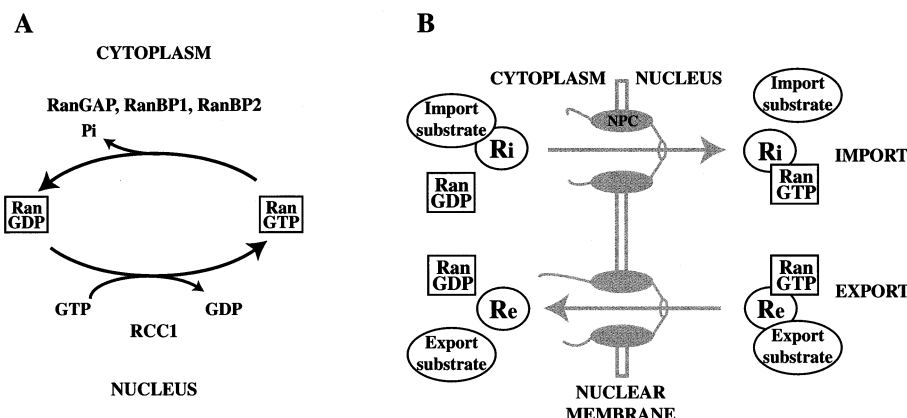 A
CYTOPLASM
RanGAP, RanBP1, RanBP2
Pi
Ran
GDP
Ran
GTP
GTP
GDP
RCC1
NUCLEUS
B
CYTOPLASM
NUCLEUS
Import
substrate
Ri
Ran
GDP
NPC
Import
substrate
Ri
Ran
GTP
IMPORT
Ran
GDP
Re
Export
substrate
Ran
GTP
Re
Export
substrate
EXPORT
NUCLEAR
MEMBRANE